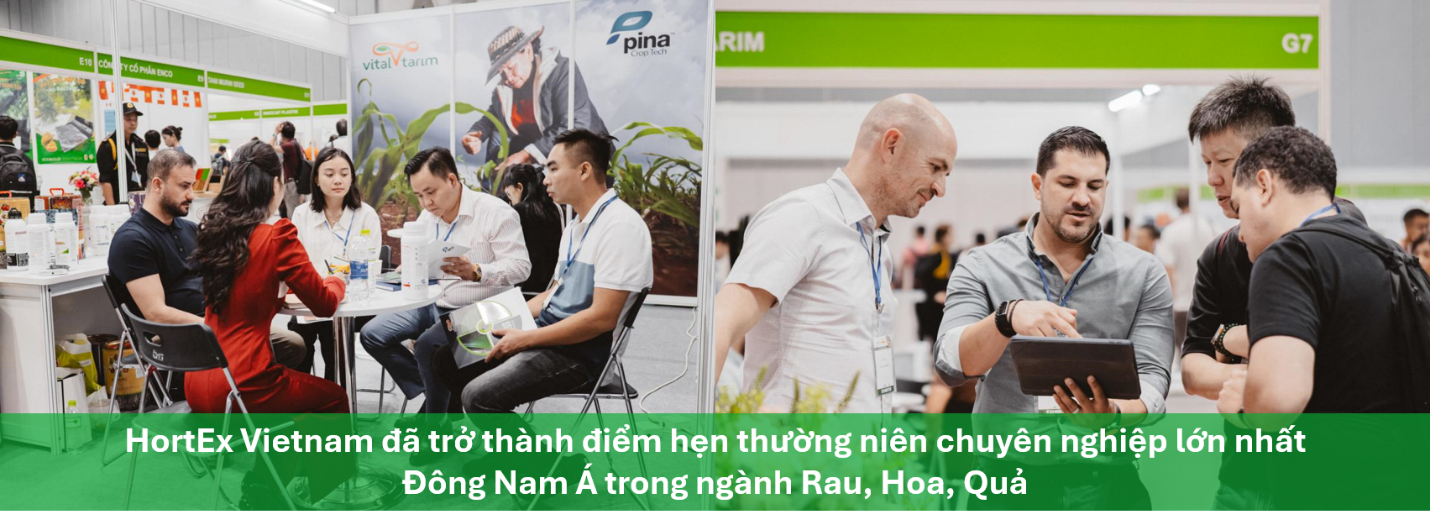 E10 CÔNG TY CỔ PHẦN ENCO
vital tarim
pina
Crop Tech
ARIM
G7
HortEx Vietnam đã trở thành điểm hẹn thường niên chuyên nghiệp lớn nhất
Đông Nam Á trong ngành Rau, Hoa, Quả